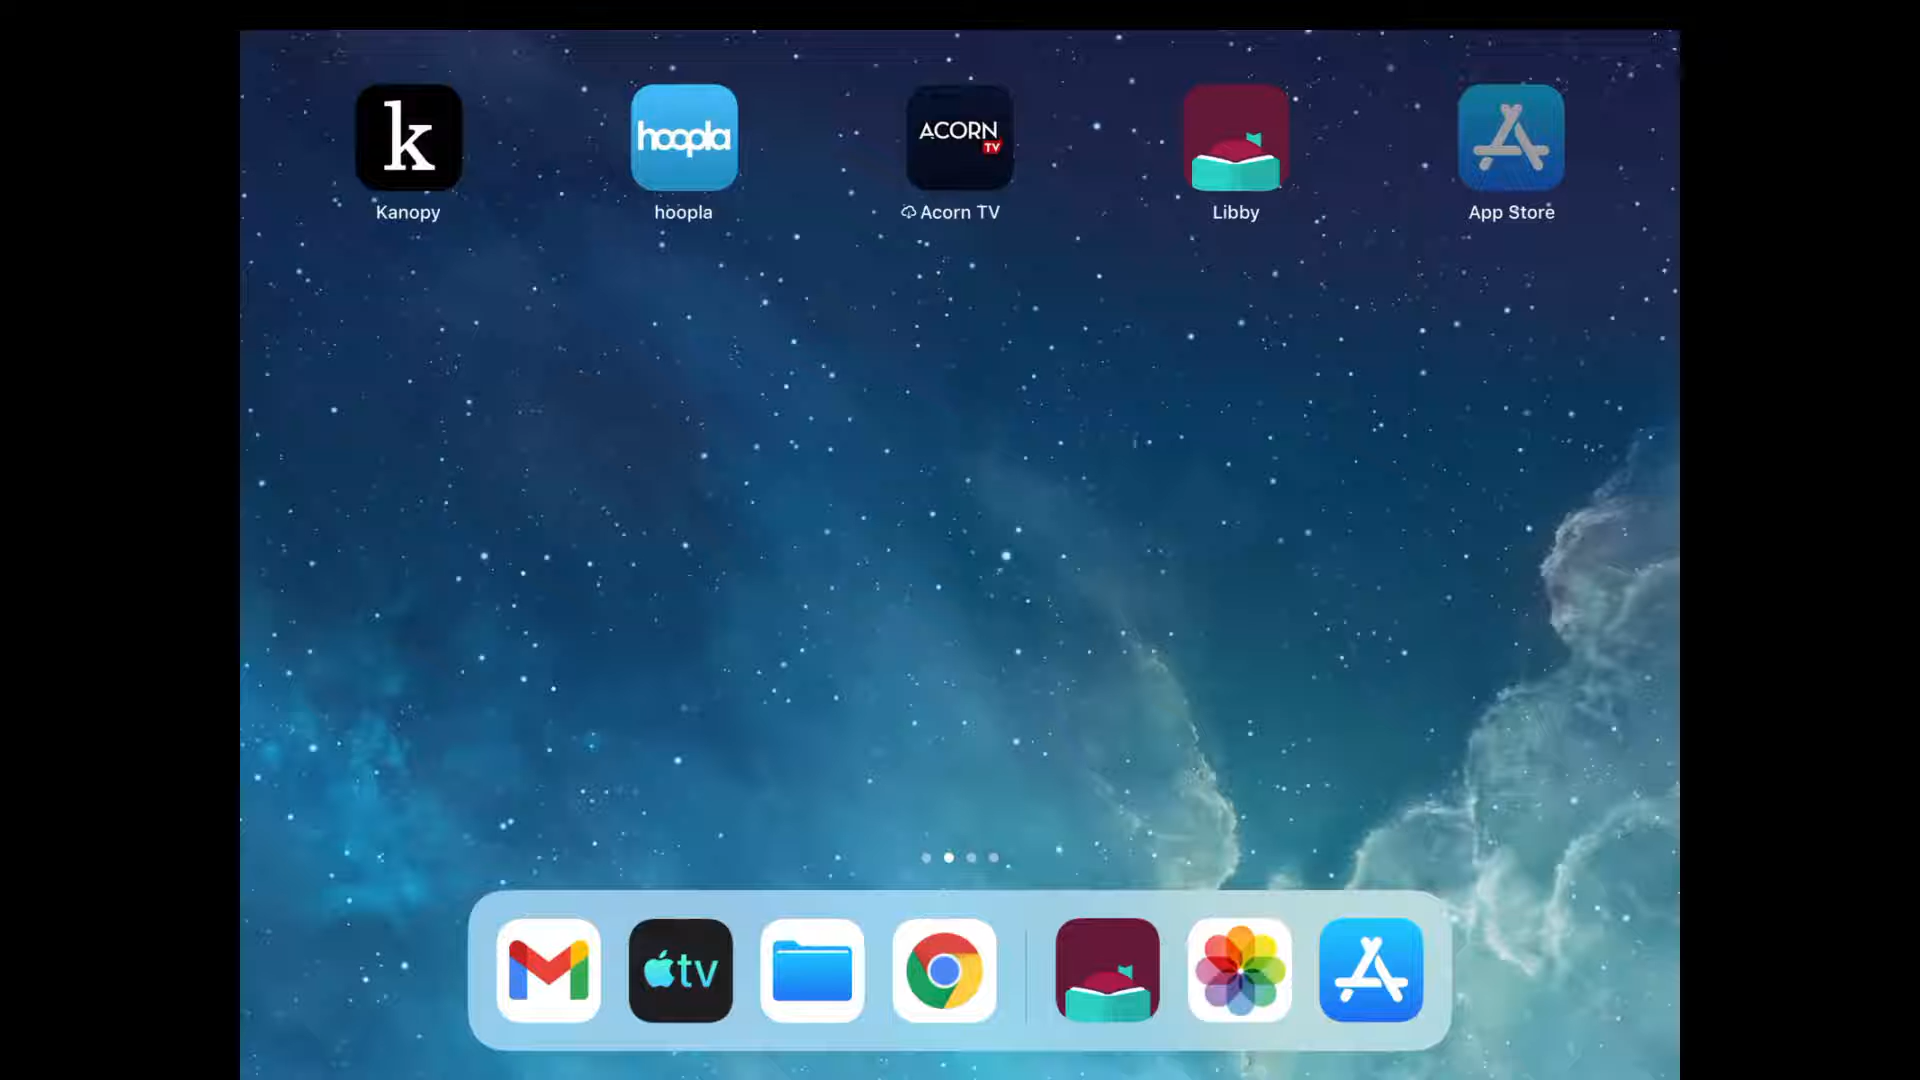 k
hoopla
ACORN
TV
Kanopy
hoopla
Acorn TV
Libby
App Store
tv